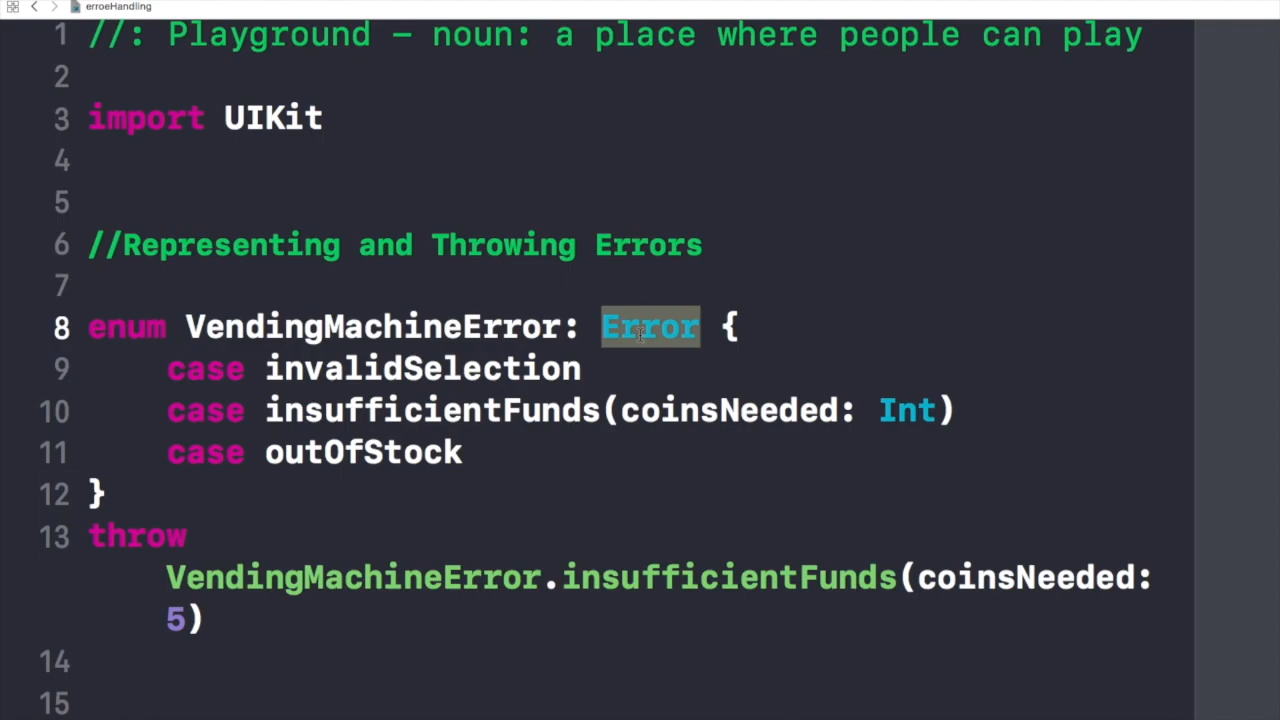 erroeHandling
1 //: Playground – noun: a place where people can play
2
3 import UIKit
4
5
6 //Representing and Throwing Errors
7
8 enum VendingMachineError: Error {
9 case invalidSelection
10 case insufficientFunds(coinsNeeded: Int)
11 case outOfStock
12 }
13 throw
VendingMachineError.insufficientFunds(coinsNeeded:
5)
14
15